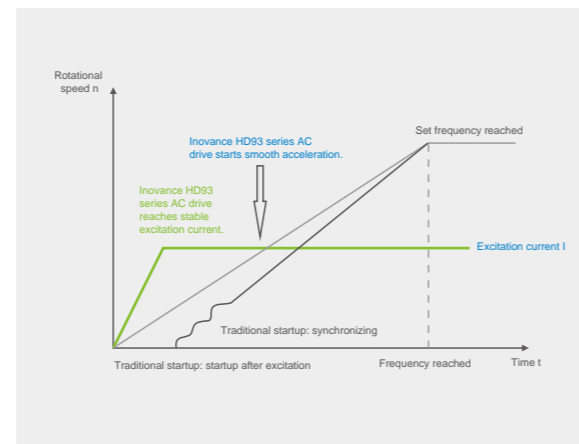 Rotational
speed n
Set frequency reached
Inovance HD93 series AC
drive starts smooth acceleration.
Inovance HD93
series AC drive
reaches stable
excitation current.
Excitation current I
Traditional startup: synchronizing
Traditional startup: startup after excitation
Frequency reached
Time t